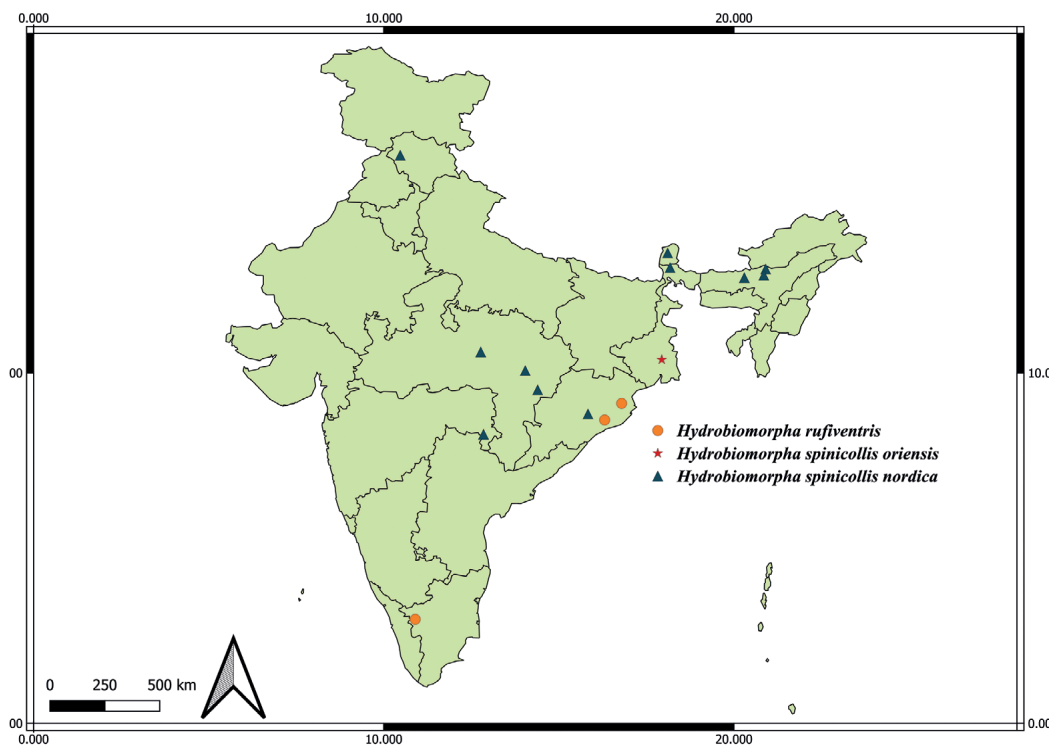 0.000 10.000 20.000
00 10.0
Hydrobiomorpha rufiventris
Hydrobiomorpha spinicollis oriensis
Hydrobiomorpha spinicollis nordica
0 250 500 km
00 0.00
0.000 10.000 20.000